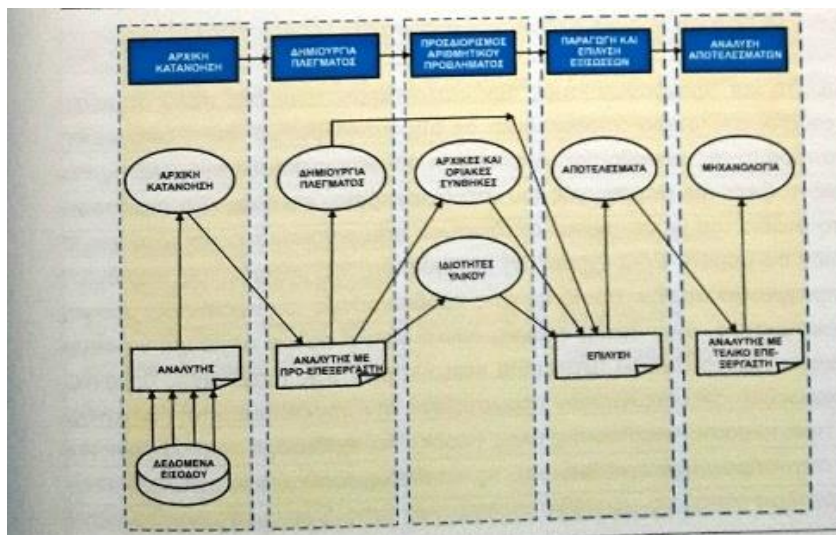 ΑΡΧΙΚΗ
ΚΑΤΑΝΟΗΣΗ
ΔΗΜΙΟΥΡΓΙΑ
ΠΛΕΓΜΑΤΟΣ
ΠΡΟΣΔΙΟΡΙΣΜΟΣ
ΑΡΙΘΜΗΤΙΚΟΥ
ΠΡΟΒΛΗΜΑΤΟΣ
ΠΑΡΑΓΩΓΗ ΚΑΙ
ΕΠΙΛΥΣΗ
ΕΞΙΣΩΣΕΩΝ
ΑΝΑΛΥΣΗ
ΑΠΟΤΕΛΕΣΜΑΤΩΝ
ΑΡΧΙΚΗ
ΚΑΤΑΝΟΗΣΗ
ΔΗΜΙΟΥΡΓΙΑ
ΠΛΕΓΜΑΤΟΣ
ΑΡΧΙΚΕΣ ΚΑΙ
ΟΡΙΑΚΕΣ
ΣΥΝΘΗΚΕΣ
ΑΠΟΤΕΛΕΣΜΑΤΑ
ΜΗΧΑΝΟΛΟΓΙΑ
ΙΔΙΟΤΗΤΕΣ
ΥΛΙΚΟΥ
ΑΝΑΛΥΤΗΣ
ΑΝΑΛΥΤΗΣ ΜΕ
ΠΡΟ-ΕΠΕΞΕΡΓΑΣΤΗ
ΕΠΙΛΥΣΗ
ΑΝΑΛΥΤΗΣ ΜΕ
ΤΕΛΙΚΟ ΕΠΕ-
ΞΕΡΓΑΣΤΗ
ΔΕΔΟΜΕΝΑ
ΕΙΣΟΔΟΥ